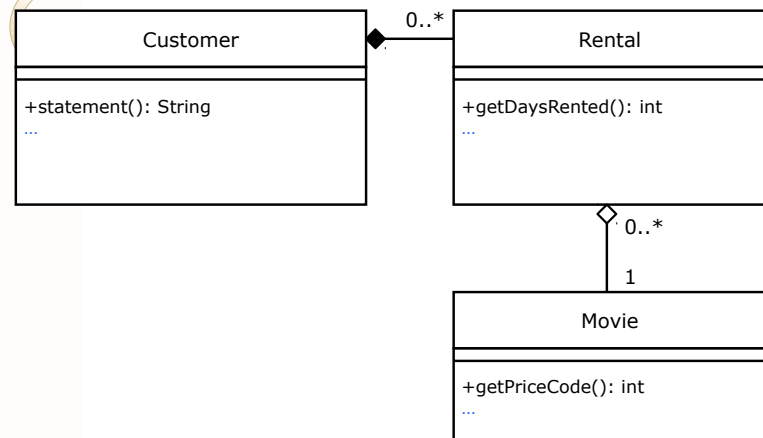 Customer
0..*
Rental
+statement(): String
...
+getDaysRented(): int
...
0..*
1
Movie
+getPriceCode(): int
...